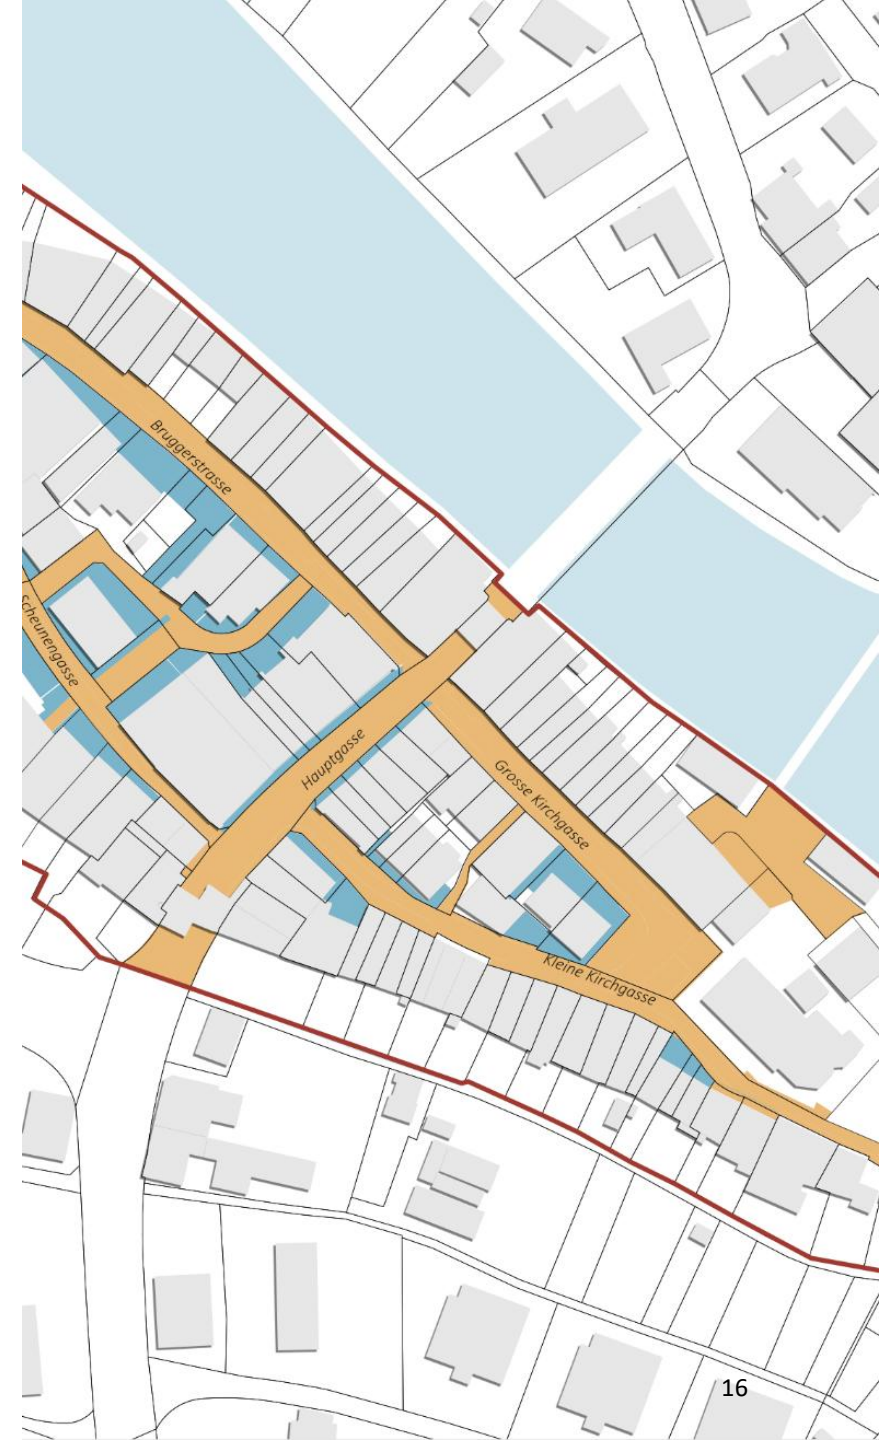 Bruggerstrasse
Scheunengasse
Hauptgasse
Grosse Kirchgasse
Kleine Kirchgasse
16